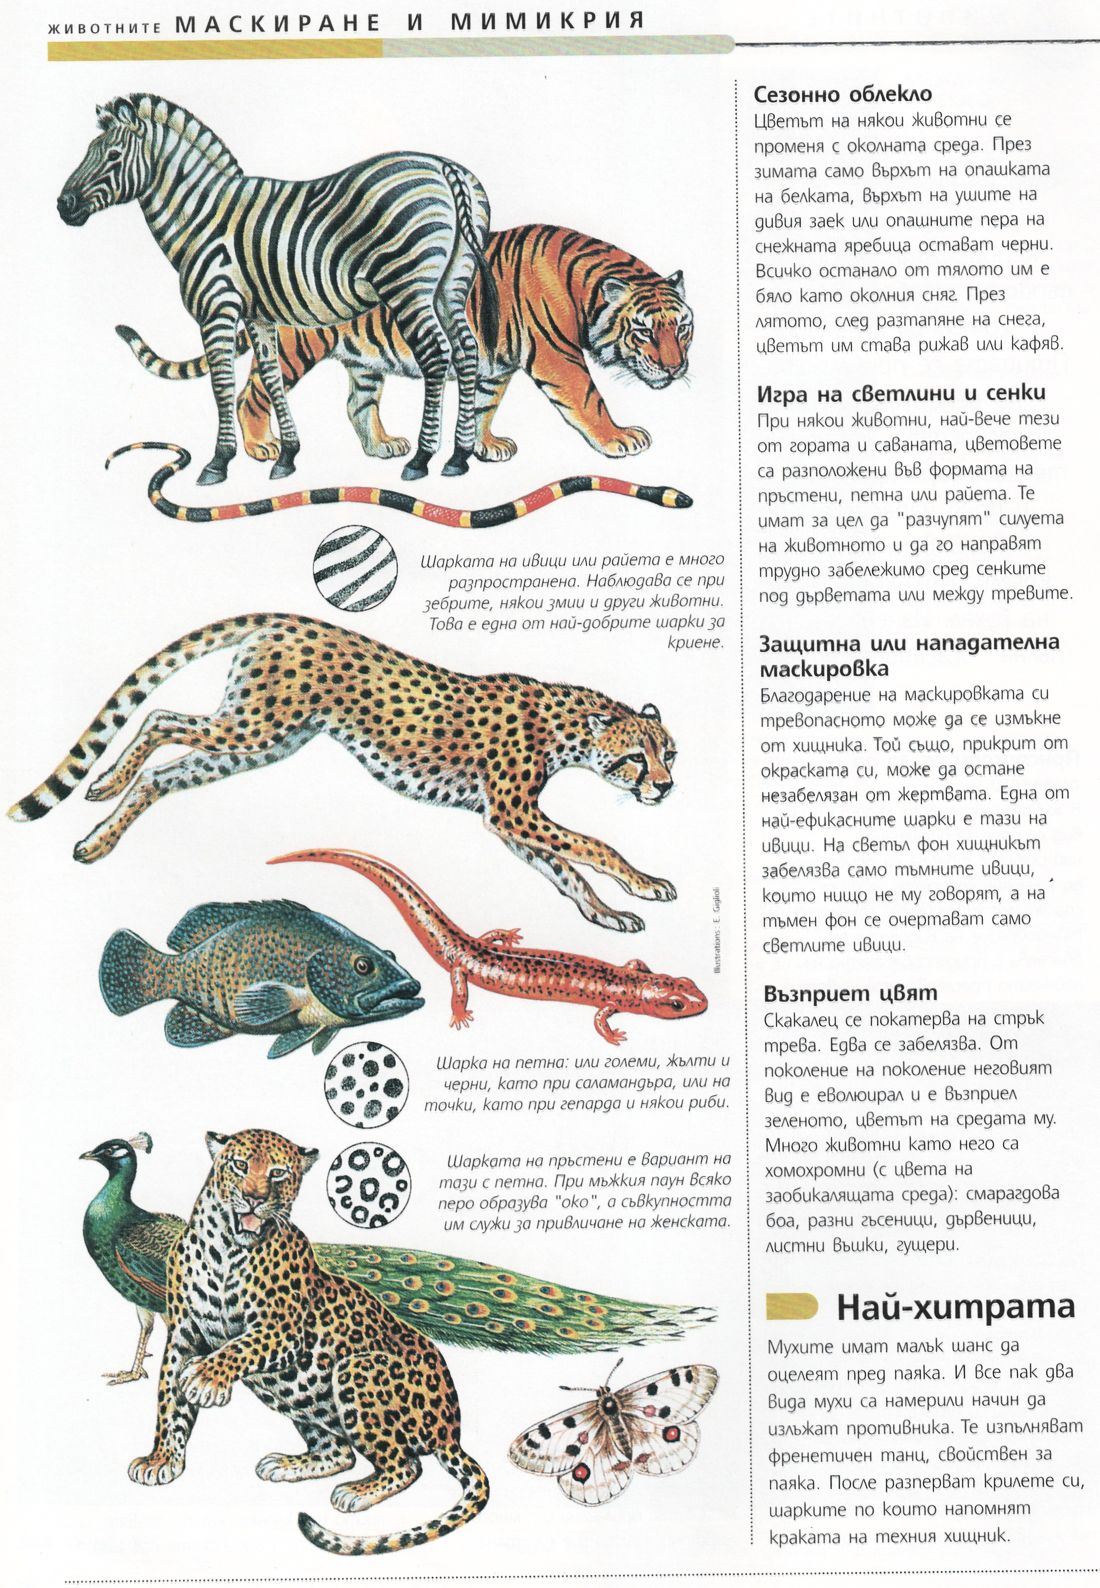 ЖИВОТНИТЕ МАСКИРАНЕ И МИМИКРИЯ
Шарката на ивици или райета е много
разпространена. Наблюдава се при
зебрите, някои змии и други животни.
Това е една от най-добрите шарки за
криене.
Illustrations : E. Giglioli
Шарка на петна: или големи, жълти и
черни, като при саламандъра, или на
точки, като при гепарда и някои риби.
Шарката на пръстени е вариант на
тази с петна. При мъжкия паун всяко
перо образува "око", а съвкупността
им служи за привличане на женската.
Сезонно облекло
Цветът на някои животни се
променя с околната среда. През
зимата само върхът на опашката
на белката, върхът на ушите на
дивия заек или опашните пера на
снежната яребица остават черни.
Всичко останало от тялото им е
бяло като околния сняг. През
лятото, след разтапяне на снега,
цветът им става рижав или кафяв.
Игра на светлини и сенки
При някои животни, най-вече тези
от гората и саваната, цветовете
са разположени във формата на
пръстени, петна или райета. Те
имат за цел да "разчупят" силуета
на животното и да го направят
трудно забележимо сред сенките
под дърветата или между тревите.
Защитна или нападателна
маскировка
Благодарение на маскировката си
тревопасното може да се измъкне
от хищника. Той също, прикрит от
окраската си, може да остане
незабелязан от жертвата. Една от
най-ефикасните шарки е тази на
ивици. На светъл фон хищникът
забелязва само тъмните ивици,
които нищо не му говорят, а на
тъмен фон се очертават само
светлите ивици.
Възприет цвят
Скакалец се покатерва на стрък
трева. Едва се забелязва. От
поколение на поколение неговият
вид е еволюирал и е възприел
зеленото, цветът на средата му.
Много животни като него са
хомохромни (с цвета на
заобикалящата среда): смарагдова
боа, разни гъсеници, дървеници,
листни въшки, гущери.
Най-хитрата
Мухите имат малък шанс да
оцелеят пред паяка. И все пак два
вида мухи са намерили начин да
излъжат противника. Те изпълняват
френетичен танц, свойствен за
паяка. После разперват крилете си,
шарките по които напомнят
краката на техния хищник.